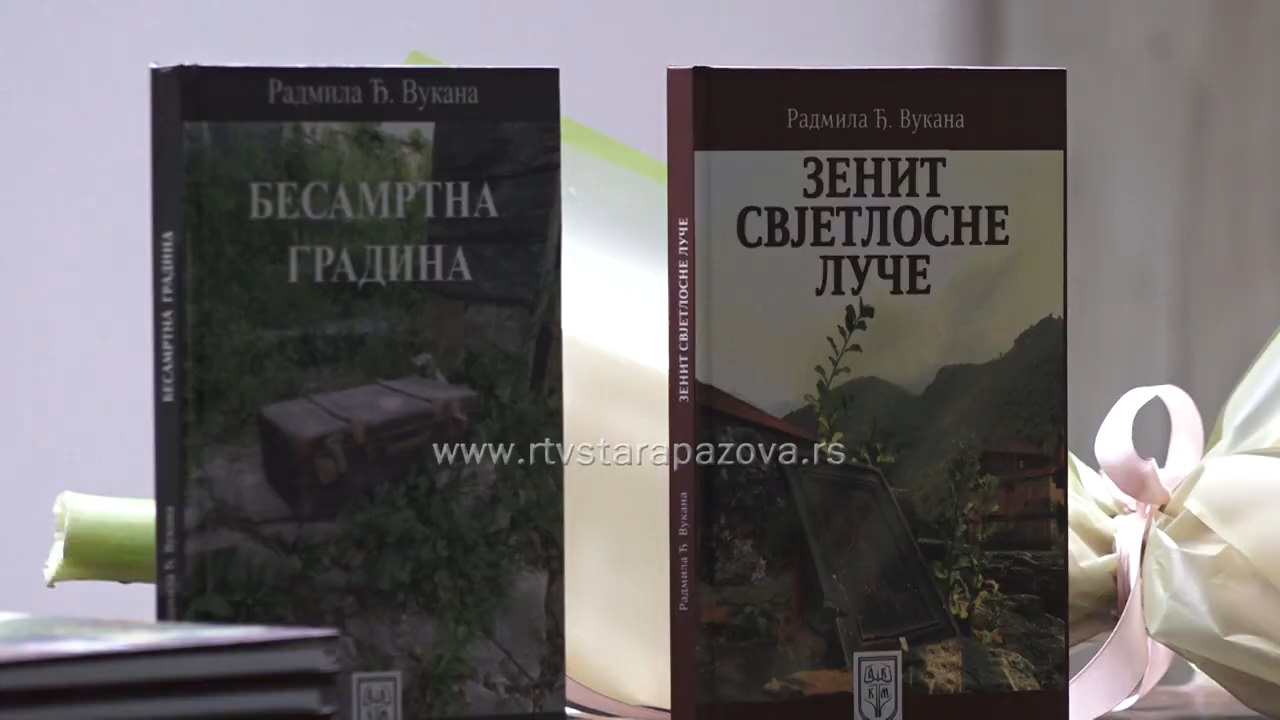 Радмила Ђ. Вукана
БЕСАМРТНА
ГРАДИНА
БЕСАМРТНА ГРАДИНА
Ђ. Вукана
Радмила Ђ. Вукана
ЗЕНИТ
СВЈЕТЛОСНЕ
ЛУЧЕ
ЗЕНИТ СВЈЕТЛОСНЕ ЛУЧЕ
Радмила Ђ Вукана
www.rtvstarapazova.rs